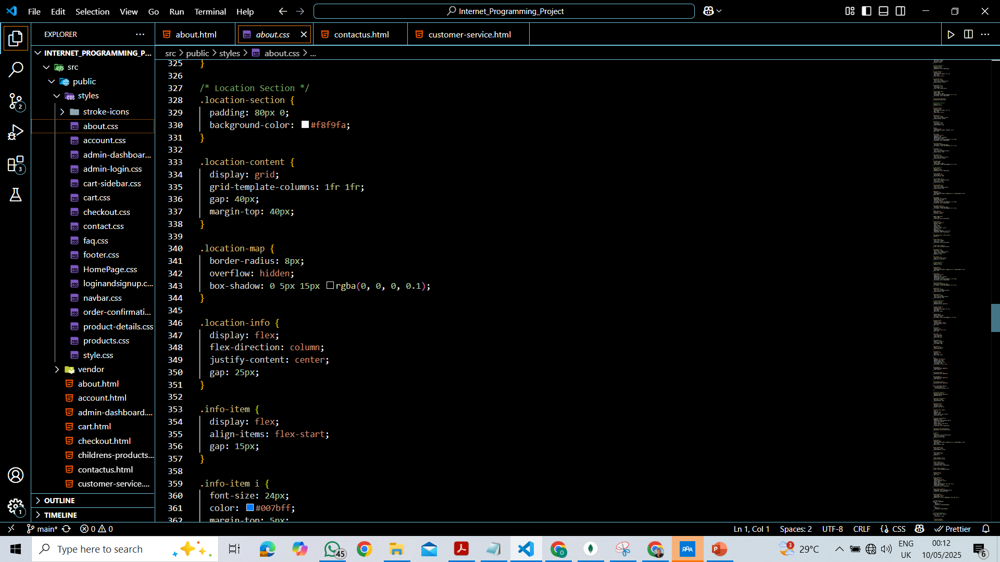 File Edit Selection View Go Run Terminal Help
Internet_Programming_Project
EXPLORER
about.html
about.css
contactus.html
customer-service.html
INTERNET_PROGRAMMING_P...
src > public > styles > about.css > ...
src
public
styles
stroke-icons
about.css
account.css
admin-dashboar...
admin-login.css
cart-sidebar.css
cart.css
checkout.css
contact.css
faq.css
footer.css
HomePage.css
loginandsignup.c...
navbar.css
order-confirmati...
product-details.css
products.css
style.css
vendor
about.html
account.html
admin-dashboard....
cart.html
checkout.html
childrens-products...
contactus.html
customer-service....
OUTLINE
TIMELINE
2
3
1
325 }
326
327 /* Location Section */
328 .location-section {
329 padding: 80px 0;
330 background-color: #f8f9fa;
331 }
332
333 .location-content {
334 display: grid;
335 grid-template-columns: 1fr 1fr;
336 gap: 40px;
337 margin-top: 40px;
338 }
339
340 .location-map {
341 border-radius: 8px;
342 overflow: hidden;
343 box-shadow: 0 5px 15px rgba(0, 0, 0, 0.1);
344 }
345
346 .location-info {
347 display: flex;
348 flex-direction: column;
349 justify-content: center;
350 gap: 25px;
351 }
352
353 .info-item {
354 display: flex;
355 align-items: flex-start;
356 gap: 15px;
357 }
358
359 .info-item i {
360 font-size: 24px;
361 color: #007bff;
362 margin-top: 5px;
main* 0 0
Ln 1, Col 1 Spaces: 2 UTF-8 CRLF CSS Prettier
Type here to search
45
3
29°C
ENG
UK
00:12
10/05/2025
6